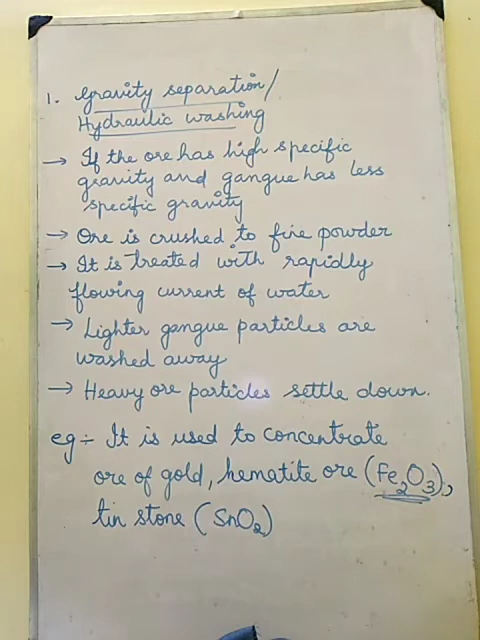 1. Gravity separation/
Hydraulic washing
→ If the ore has high specific
gravity and gangue has less
specific gravity
→ Ore is crushed to fine powder
→ It is treated with rapidly
flowing current of water
→ Lighter gangue particles are
washed away
→ Heavy ore particles settle down.
eg:- It is used to concentrate
ore of gold, hematite ore (Fe₂O₃),
tin stone (SnO₂)